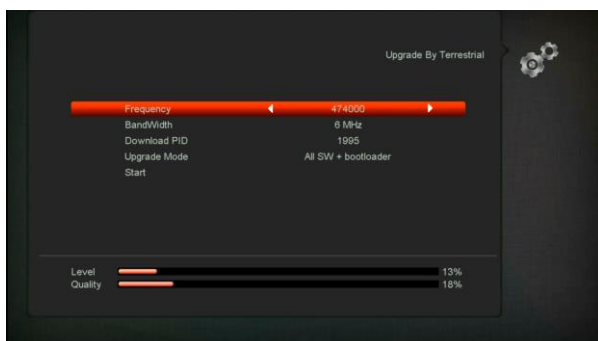 Upgrade By Terrestrial
Frequency 474000
BandWidth 6 MHz
Download PID 1995
Upgrade Mode All SW + bootloader
Start
Level 13%
Quality 18%